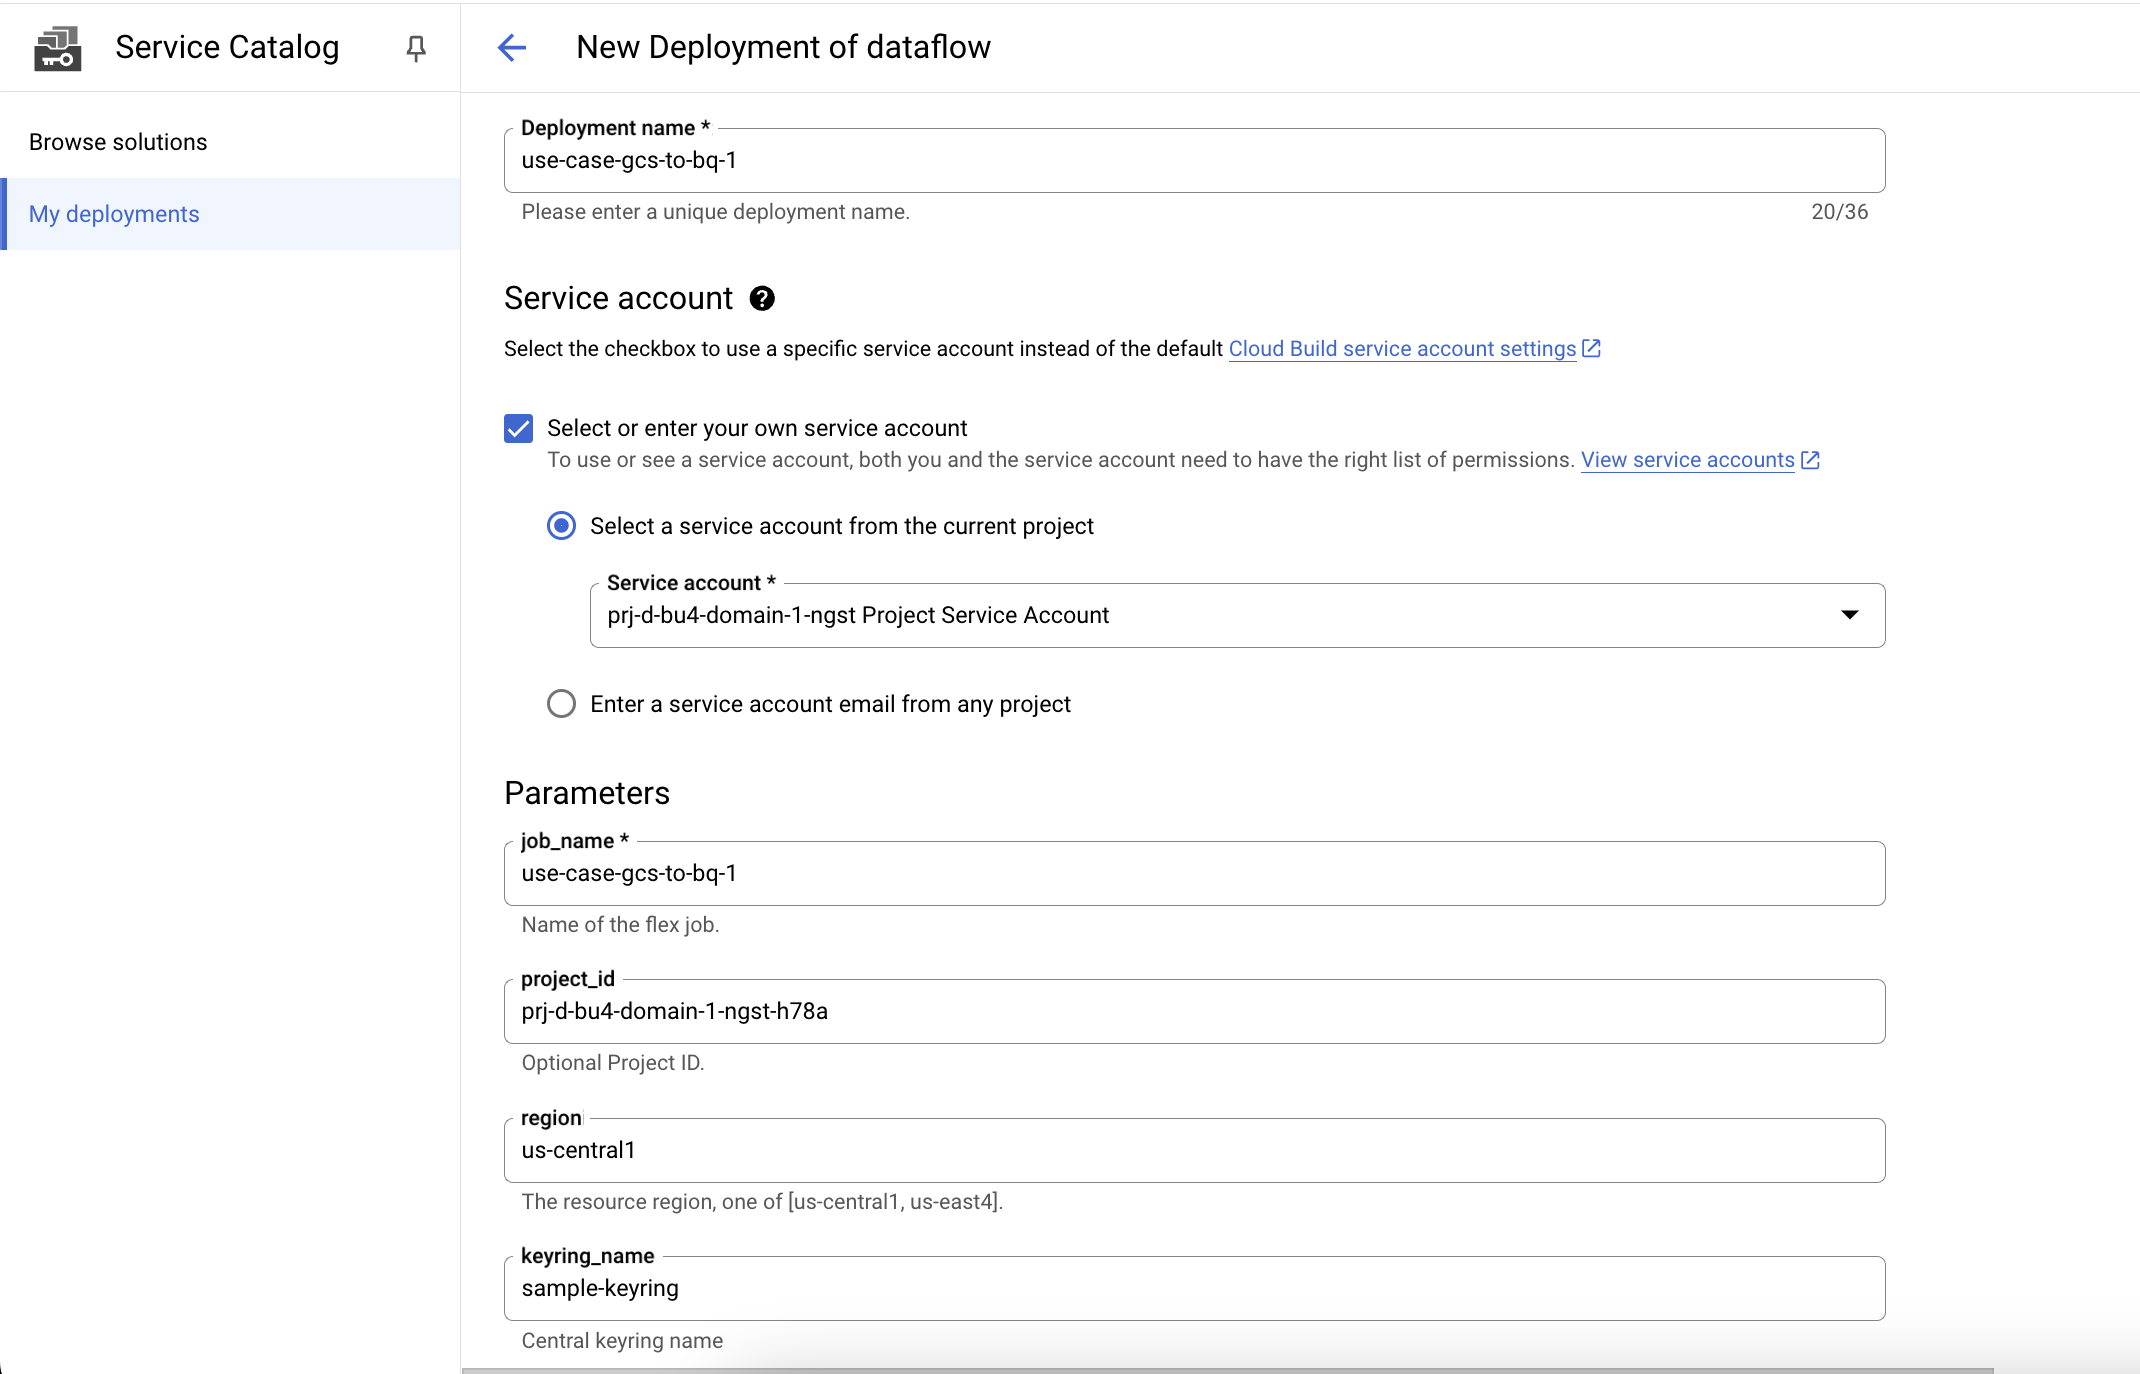 Service Catalog
New Deployment of dataflow
Browse solutions
My deployments
Deployment name *
use-case-gcs-to-bq-1
Please enter a unique deployment name.
20/36
Service account
Select the checkbox to use a specific service account instead of the default Cloud Build service account settings
Select or enter your own service account
To use or see a service account, both you and the service account need to have the right list of permissions. View service accounts
Select a service account from the current project
Service account *
prj-d-bu4-domain-1-ngst Project Service Account
Enter a service account email from any project
Parameters
job_name *
use-case-gcs-to-bq-1
Name of the flex job.
project_id
prj-d-bu4-domain-1-ngst-h78a
Optional Project ID.
region
us-central1
The resource region, one of [us-central1, us-east4].
keyring_name
sample-keyring
Central keyring name